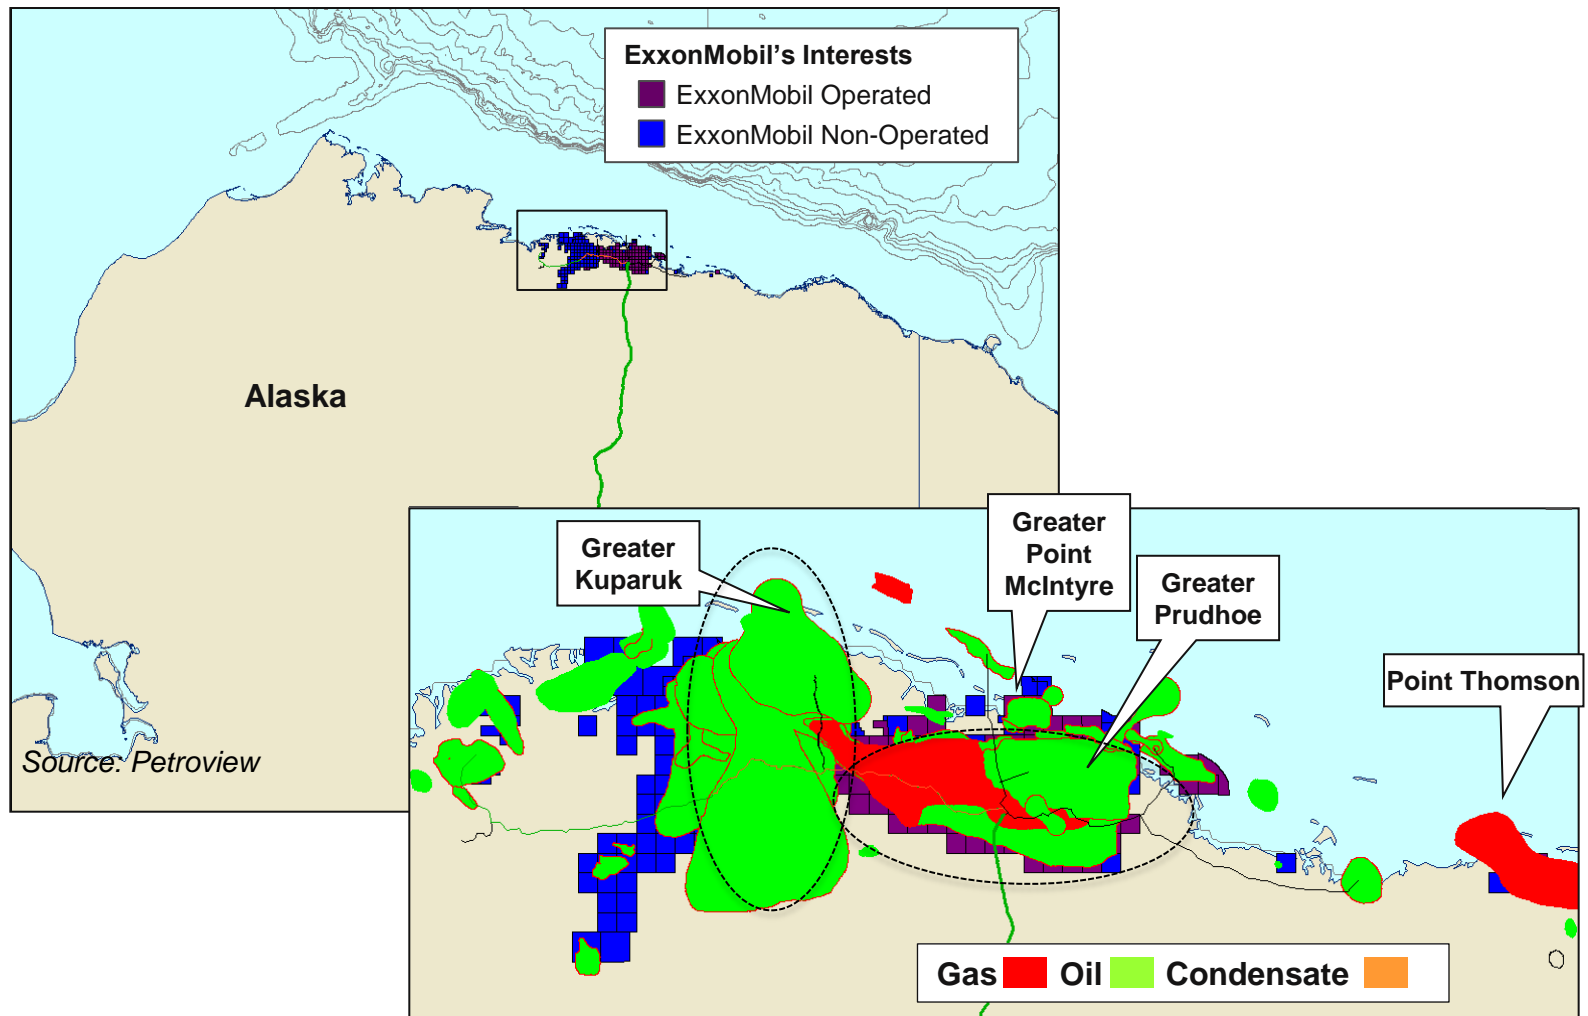 ExxonMobil's Interests
ExxonMobil Operated
ExxonMobil Non-Operated
Alaska
Source: Petroview
Greater
Kuparuk
Greater
Point
McIntyre
Greater
Prudhoe
Point Thomson
Gas Oil Condensate